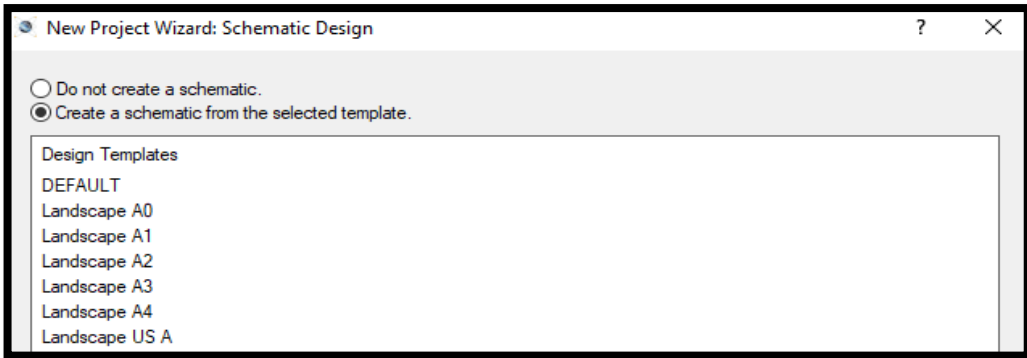 New Project Wizard: Schematic Design ?
Do not create a schematic.
Create a schematic from the selected template.
Design Templates
DEFAULT
Landscape A0
Landscape A1
Landscape A2
Landscape A3
Landscape A4
Landscape US A